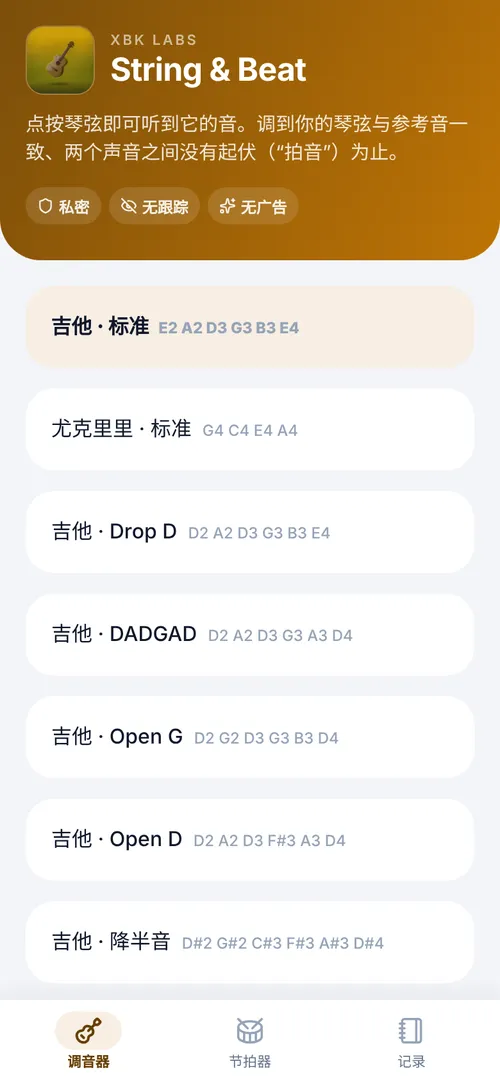 XBK LABS
String & Beat
点按琴弦即可听到它的音。调到你的琴弦与参考音一
致、两个声音之间没有起伏（“拍音”）为止。
私密 无跟踪 无广告
吉他 · 标准 E2 A2 D3 G3 B3 E4
尤克里里 · 标准 G4 C4 E4 A4
吉他 · Drop D D2 A2 D3 G3 B3 E4
吉他 · DADGAD D2 A2 D3 G3 A3 D4
吉他 · Open G D2 G2 D3 G3 B3 D4
吉他 · Open D D2 A2 D3 F#3 A3 D4
吉他 · 降半音 D#2 G#2 C#3 F#3 A#3 D#4
调音器 节拍器 记录